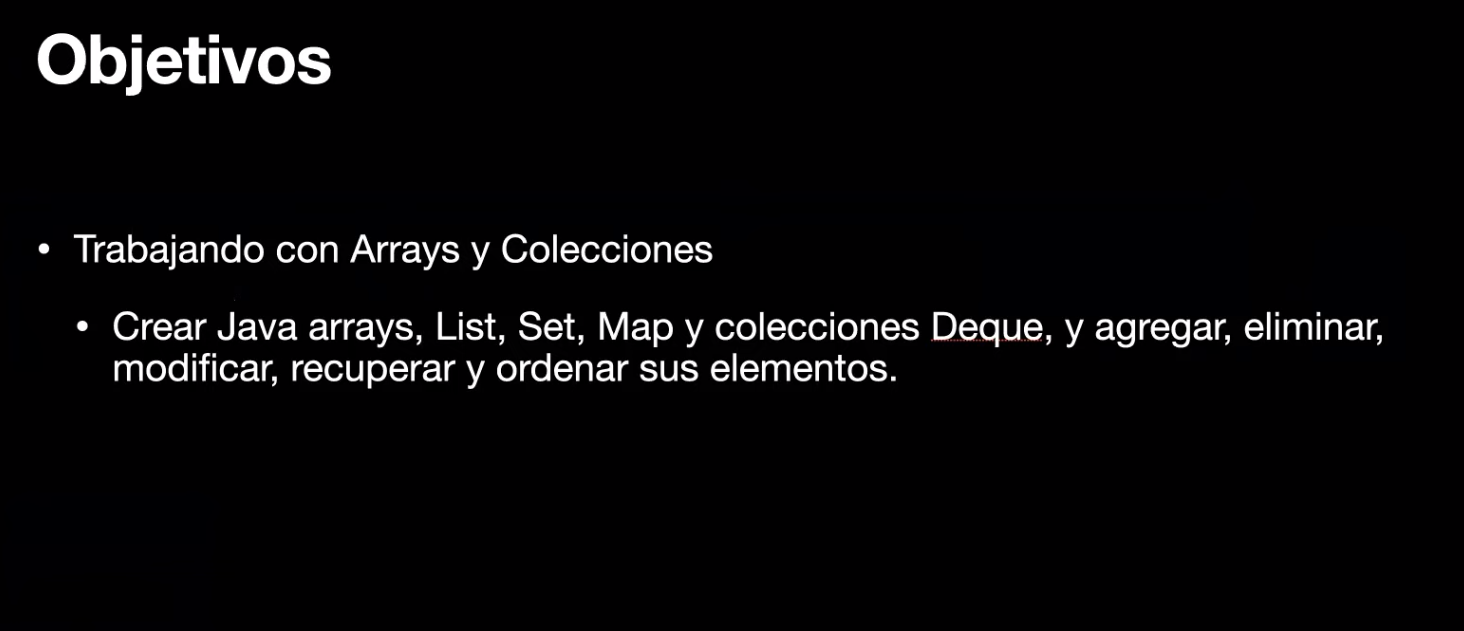 Objetivos
• Trabajando con Arrays y Colecciones
• Crear Java arrays, List, Set, Map y colecciones Deque, y agregar, eliminar,
modificar, recuperar y ordenar sus elementos.